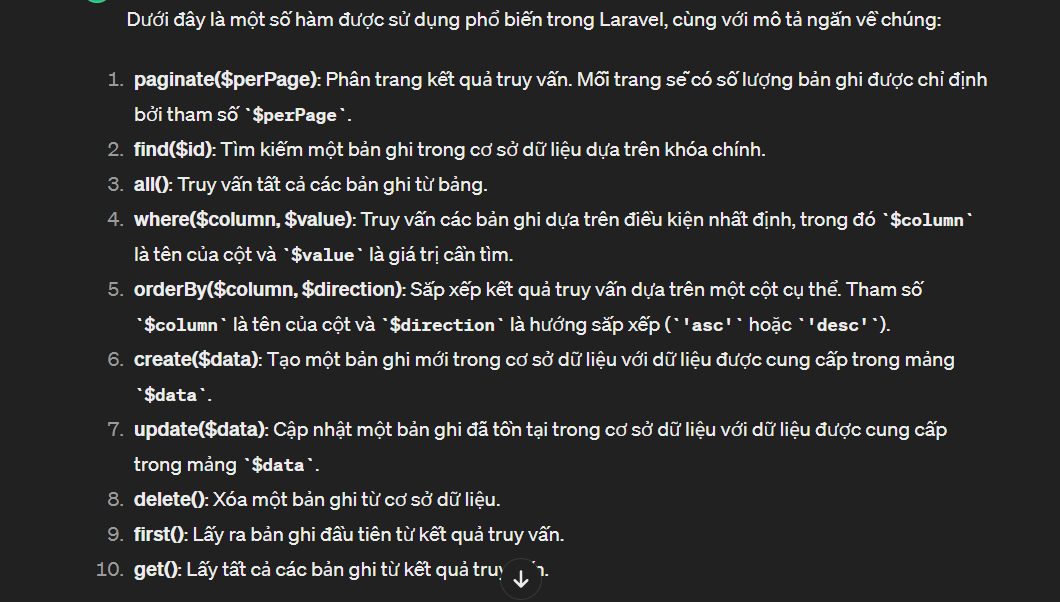 Dưới đây là một số hàm được sử dụng phổ biến trong Laravel, cùng với mô tả ngắn về chúng:
1. paginate($perPage): Phân trang kết quả truy vấn. Mỗi trang sẽ có số lượng bản ghi được chỉ định
bởi tham số `$perPage`.
2. find($id): Tìm kiếm một bản ghi trong cơ sở dữ liệu dựa trên khóa chính.
3. all(): Truy vấn tất cả các bản ghi từ bảng.
4. where($column, $value): Truy vấn các bản ghi dựa trên điều kiện nhất định, trong đó `$column`
là tên của cột và `$value` là giá trị cần tìm.
5. orderBy($column, $direction): Sắp xếp kết quả truy vấn dựa trên một cột cụ thể. Tham số
`$column` là tên của cột và `$direction` là hướng sắp xếp (`'asc'` hoặc `'desc'`).
6. create($data): Tạo một bản ghi mới trong cơ sở dữ liệu với dữ liệu được cung cấp trong mảng
`$data`.
7. update($data): Cập nhật một bản ghi đã tồn tại trong cơ sở dữ liệu với dữ liệu được cung cấp
trong mảng `$data`.
8. delete(): Xóa một bản ghi từ cơ sở dữ liệu.
9. first(): Lấy ra bản ghi đầu tiên từ kết quả truy vấn.
10. get(): Lấy tất cả các bản ghi từ kết quả